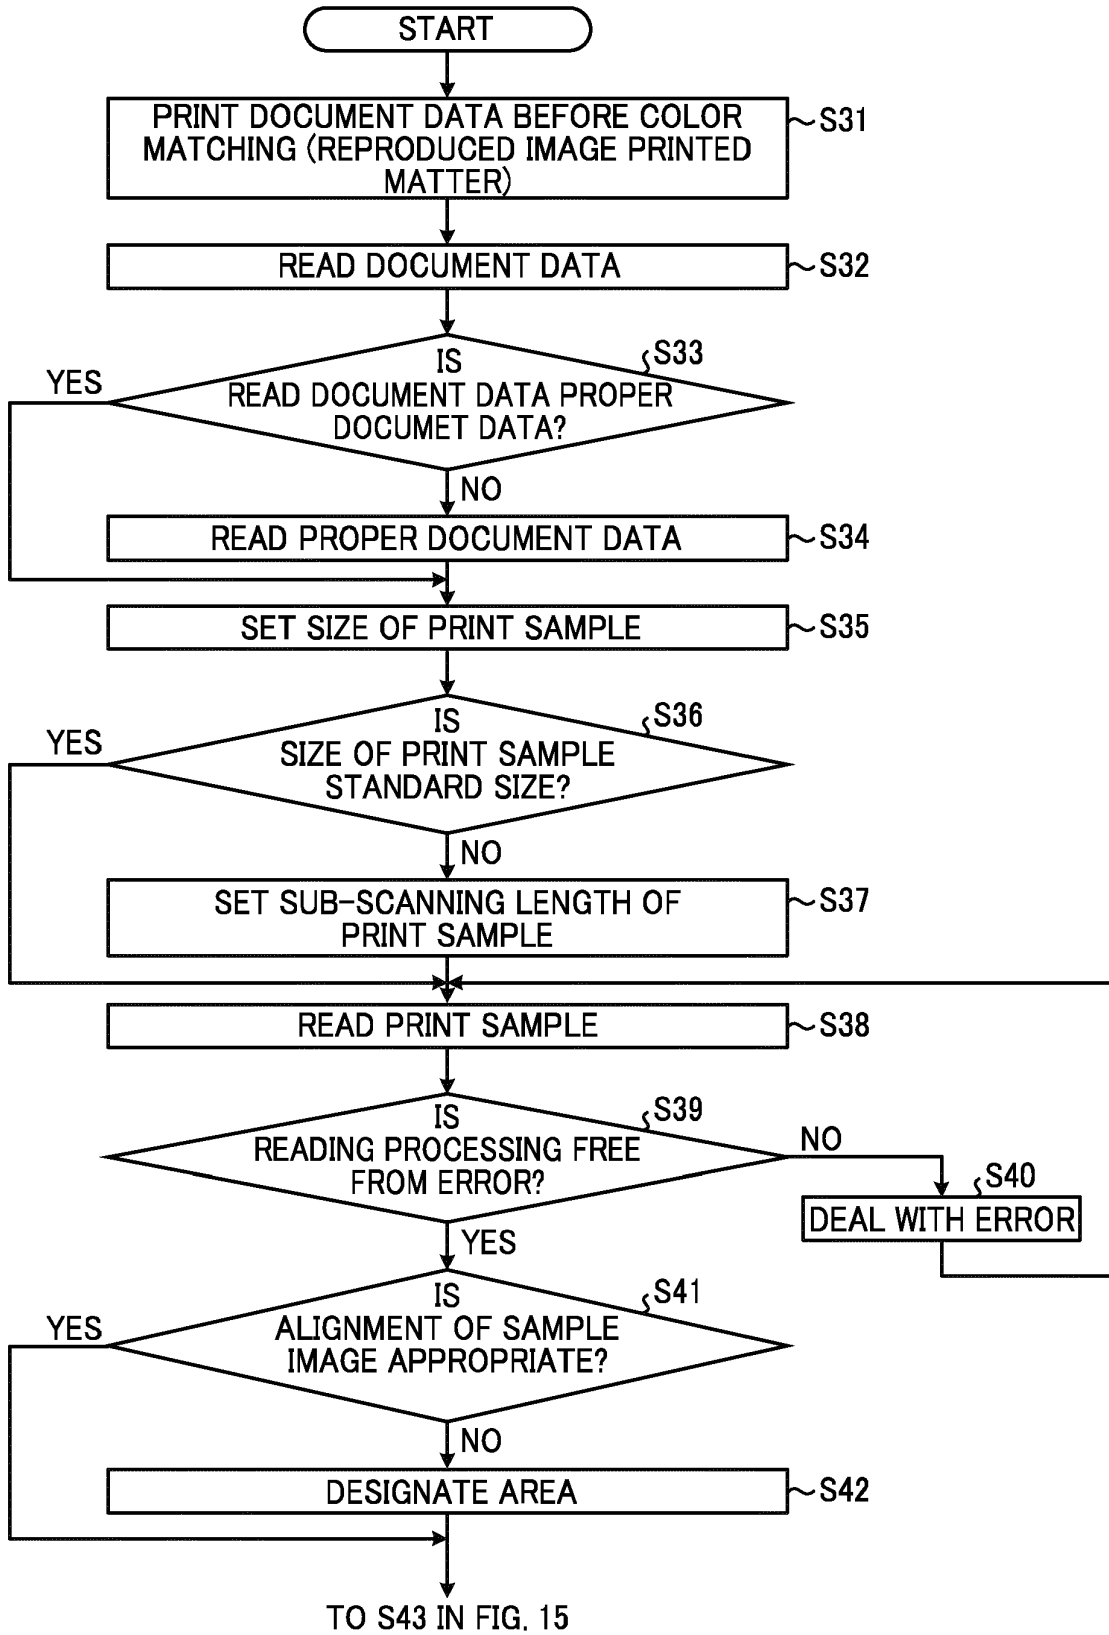 START
PRINT DOCUMENT DATA BEFORE COLOR
MATCHING (REPRODUCED IMAGE PRINTED
MATTER)
S31
READ DOCUMENT DATA
S32
S33
IS
READ DOCUMENT DATA PROPER
DOCUMET DATA?
YES
NO
READ PROPER DOCUMENT DATA
S34
SET SIZE OF PRINT SAMPLE
S35
S36
IS
SIZE OF PRINT SAMPLE
STANDARD SIZE?
YES
NO
SET SUB-SCANNING LENGTH OF
PRINT SAMPLE
S37
READ PRINT SAMPLE
S38
S39
IS
READING PROCESSING FREE
FROM ERROR?
NO
S40
DEAL WITH ERROR
YES
S41
IS
ALIGNMENT OF SAMPLE
IMAGE APPROPRIATE?
YES
NO
DESIGNATE AREA
S42
TO S43 IN FIG. 15